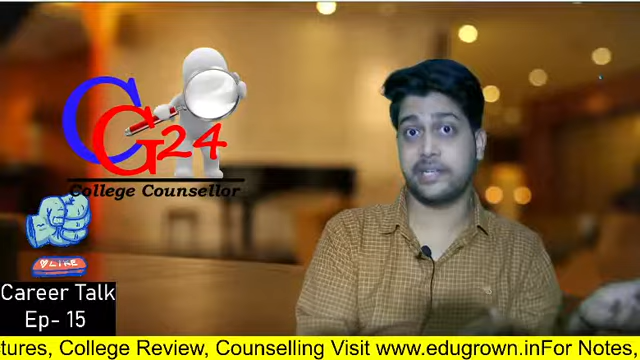 CG24
College Counsellor
LIKE
Career Talk
Ep- 15
tures, College Review, Counselling Visit www.edugrown.inFor Notes,